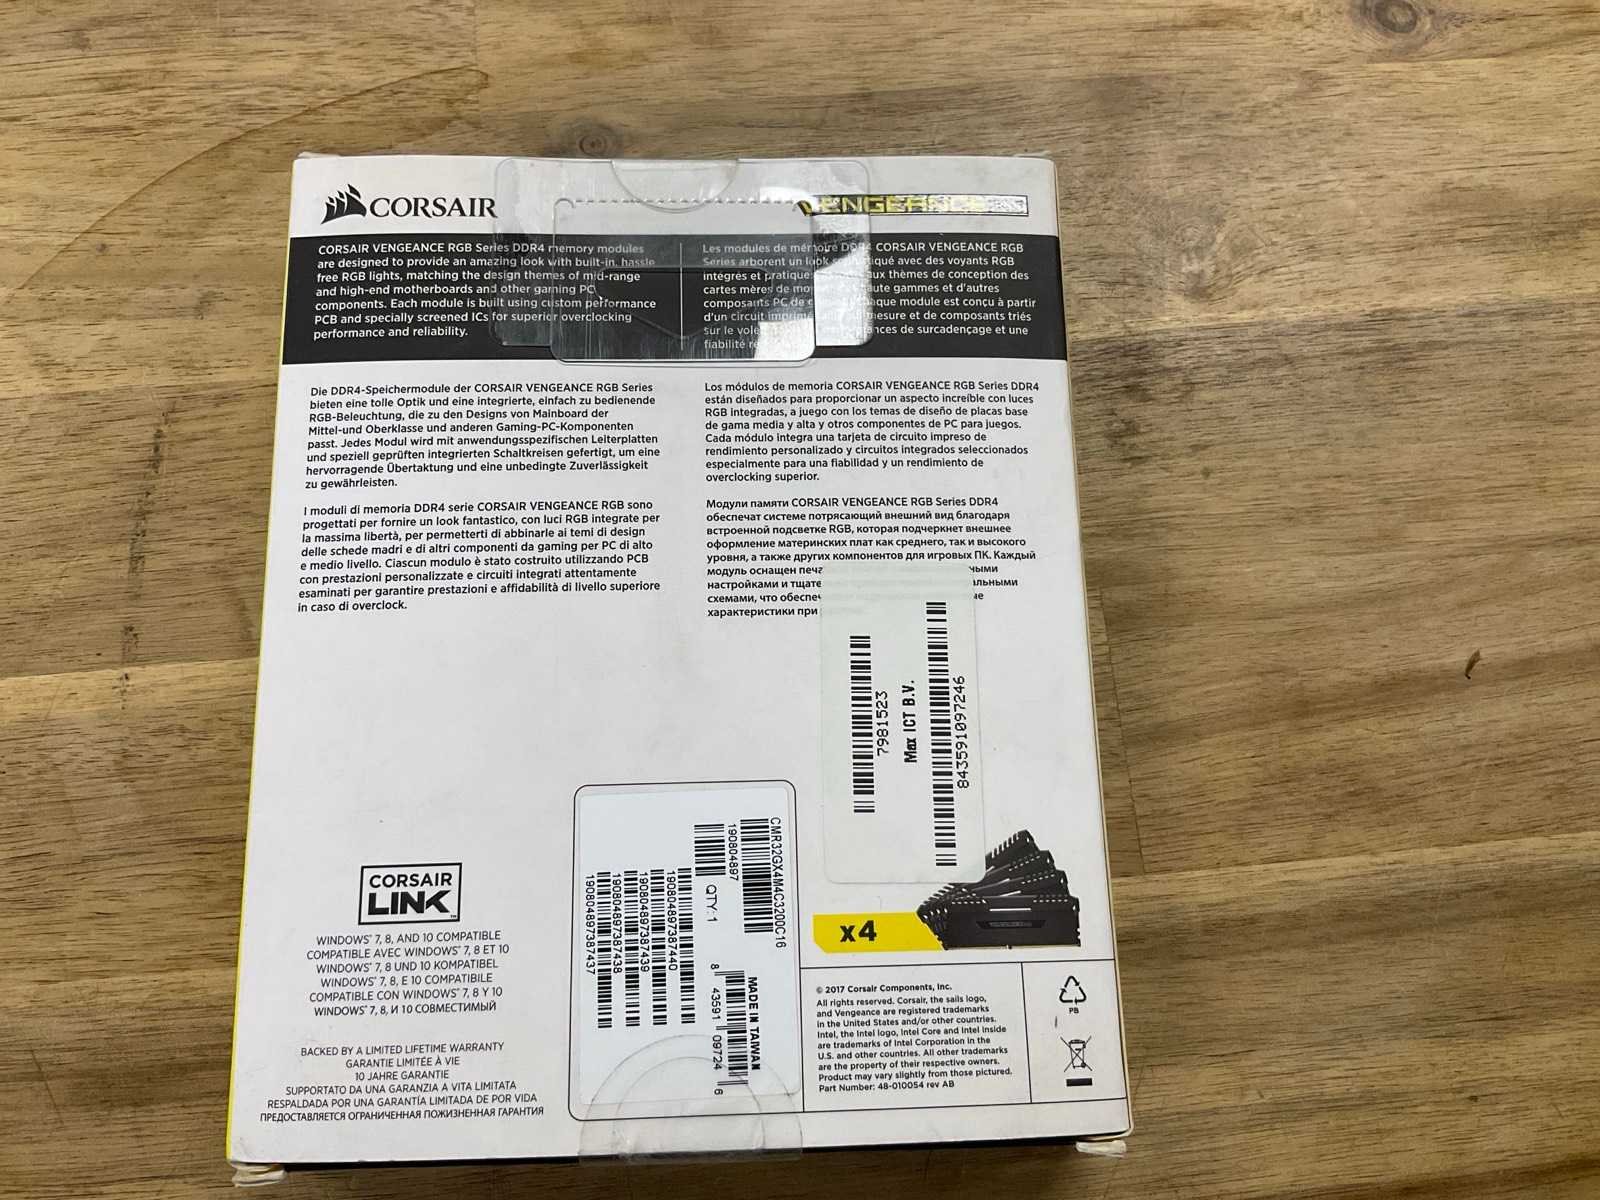 CORSAIR
VENGEANCE
CORSAIR VENGEANCE RGB Series DDR4 memory modules
are designed to provide an amazing look with built-in, hassle
free RGB lights, matching the design themes of mid-range
and high-end motherboards and other gaming PC
components. Each module is built using custom performance
PCB and specially screened ICs for superior overclocking
performance and reliability.
Les modules de mémoire DDR4 CORSAIR VENGEANCE RGB
Series arborent un look avec des voyants RGB
intégrés et aux thèmes de conception des
cartes mères de gammes et d'autres
composants PC de module est conçu à partir
d'un circuit imprimé mesure et de composants triés
sur le de surcadençage et une
fiabilité
Die DDR4-Speichermodule der CORSAIR VENGEANCE RGB Series
bieten eine tolle Optik und eine integrierte, einfach zu bedienende
RGB-Beleuchtung, die zu den Designs von Mainboard der
Mittel-und Oberklasse und anderen Gaming-PC-Komponenten
passt. Jedes Modul wird mit anwendungsspezifischen Leiterplatten
und speziell geprüften integrierten Schaltkreisen gefertigt, um eine
hervorragende Übertaktung und eine unbedingte Zuverlässigkeit
zu gewährleisten.
Los módulos de memoria CORSAIR VENGEANCE RGB Series DDR4
están diseñados para proporcionar un aspecto increíble con luces
RGB integradas, a juego con los temas de diseño de placas base
de gama media y alta y otros componentes de PC para juegos.
Cada módulo integra una tarjeta de circuito impreso de
rendimiento personalizado y circuitos integrados seleccionados
especialmente para una fiabilidad y un rendimiento de
overclocking superior.
I moduli di memoria DDR4 serie CORSAIR VENGEANCE RGB sono
progettati per fornire un look fantastico, con luci RGB integrate per
la massima libertà, per permetterti di abbinarle ai temi di design
delle schede madri e di altri componenti da gaming per PC di alto
e medio livello. Ciascun modulo è stato costruito utilizzando PCB
con prestazioni personalizzate e circuiti integrati attentamente
esaminati per garantire prestazioni e affidabilità di livello superiore
in caso di overclock.
Модули памяти CORSAIR VENGEANCE RGB Series DDR4
обеспечат системе потрясающий внешний вид благодаря
встроенной подсветке RGB, которая подчеркнет внешнее
оформление материнских плат как среднего, так и высокого
уровня, а также других компонентов для игровых ПК. Каждый
модуль оснащен
настройками и
схемами, что
характеристики при
7981523
Max ICT B.V.
843591097246
CMR32GX4M4C3200C16
190804897
QTY: 1
190804897387440
190804897387439
190804897387438
190804897387437
MADE IN TAIWAN
8 43591 09724 6
x4
CORSAIR
LINK™
WINDOWS® 7, 8, AND 10 COMPATIBLE
COMPATIBLE AVEC WINDOWS® 7, 8 ET 10
WINDOWS® 7, 8 UND 10 KOMPATIBEL
WINDOWS® 7, 8, E 10 COMPATIBILE
COMPATIBLE CON WINDOWS® 7, 8 Y 10
WINDOWS® 7, 8, И 10 СОВМЕСТИМЫЙ
BACKED BY A LIMITED LIFETIME WARRANTY
GARANTIE LIMITÉE À VIE
10 JAHRE GARANTIE
SUPPORTATO DA UNA GARANZIA A VITA LIMITATA
RESPALDADA POR UNA GARANTÍA LIMITADA DE POR VIDA
ПРЕДОСТАВЛЯЕТСЯ ОГРАНИЧЕННАЯ ПОЖИЗНЕННАЯ ГАРАНТИЯ
© 2017 Corsair Components, Inc.
All rights reserved. Corsair, the sails logo,
and Vengeance are registered trademarks
in the United States and/or other countries.
Intel, the Intel logo, Intel Core and Intel Inside
are trademarks of Intel Corporation in the
U.S. and other countries. All other trademarks
are the property of their respective owners.
Product may vary slightly from those pictured.
Part Number: 48-010054 rev AB
PB